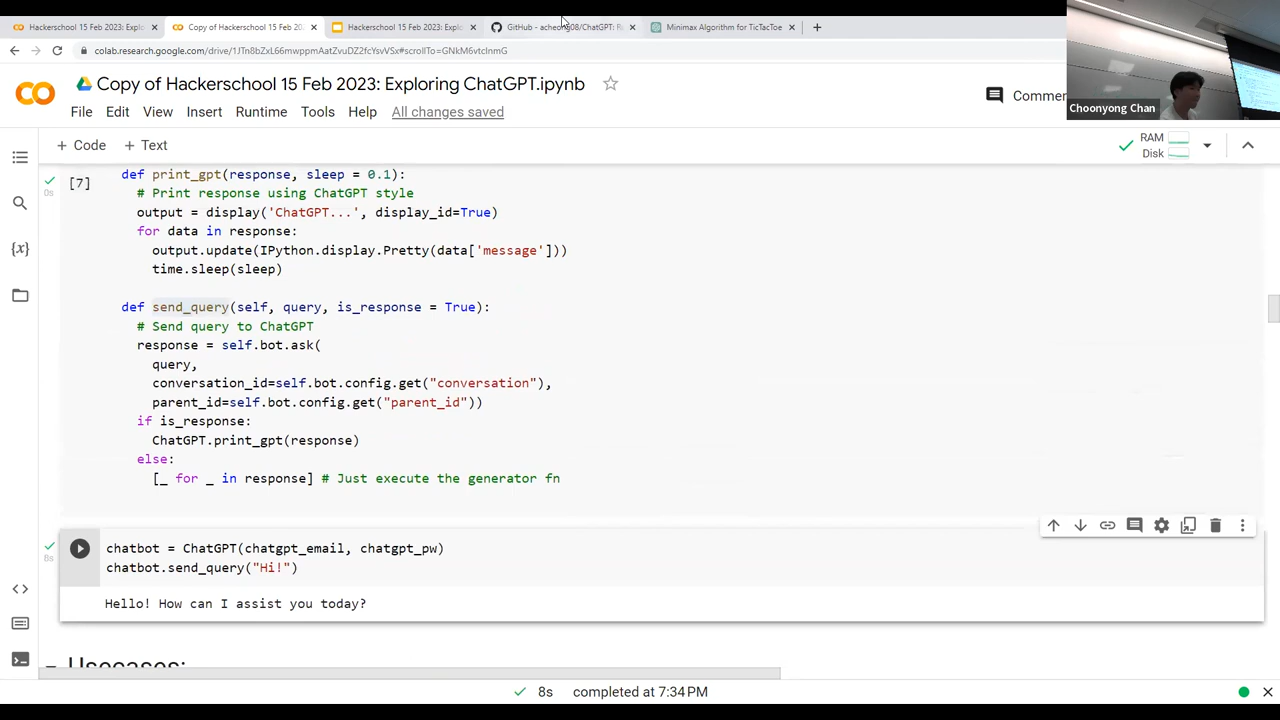 Hackerschool 15 Feb 2023: Explo
Copy of Hackerschool 15 Feb 202
Hackerschool 15 Feb 2023: Explo
GitHub - acheong08/ChatGPT: R
Minimax Algorithm for TicTacToe
colab.research.google.com/drive/1JTn8bZxL66mwppmAatZvuDZ2fcYsvVSx#scrollTo=GNkM6vtcInmG
Copy of Hackerschool 15 Feb 2023: Exploring ChatGPT.ipynb
File Edit View Insert Runtime Tools Help All changes saved
Commen
Choonyong Chan
+ Code + Text
RAM
Disk
[7]
def print_gpt(response, sleep = 0.1):
# Print response using ChatGPT style
output = display('ChatGPT...', display_id=True)
for data in response:
output.update(IPython.display.Pretty(data['message']))
time.sleep(sleep)
def send_query(self, query, is_response = True):
# Send query to ChatGPT
response = self.bot.ask(
query,
conversation_id=self.bot.config.get("conversation"),
parent_id=self.bot.config.get("parent_id"))
if is_response:
ChatGPT.print_gpt(response)
else:
[_ for _ in response] # Just execute the generator fn
0s
8s
chatbot = ChatGPT(chatgpt_email, chatgpt_pw)
chatbot.send_query("Hi!")
Hello! How can I assist you today?
Usecases:
8s completed at 7:34 PM